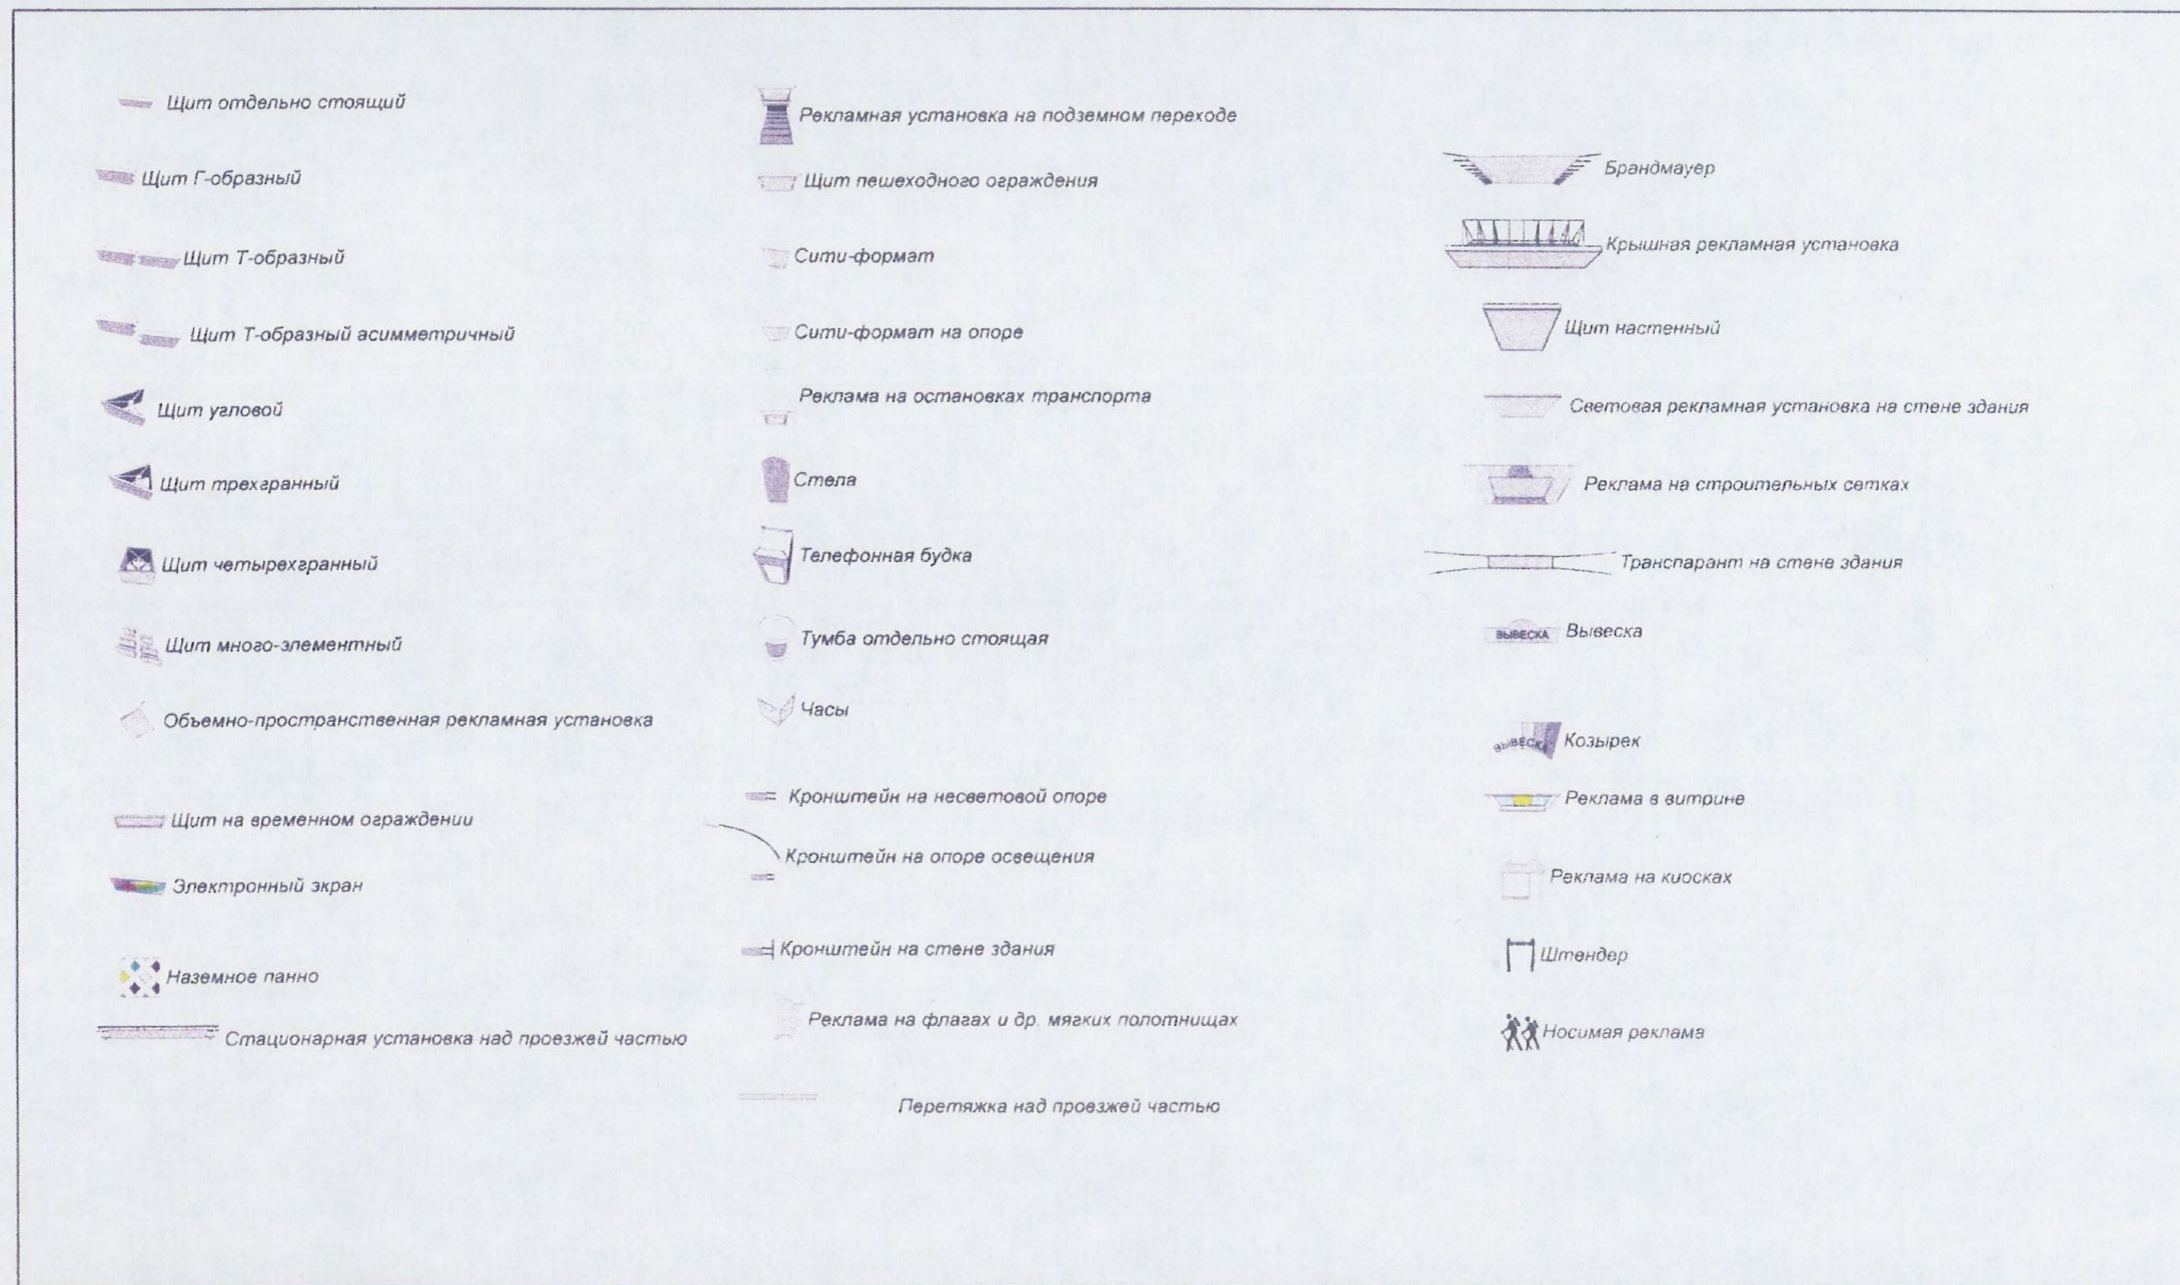 Щит отдельно стоящий
Щит Г-образный
Щит Т-образный
Щит Т-образный асимметричный
Щит угловой
Щит трехгранный
Щит четырехгранный
Щит много-элементный
Объемно-пространственная рекламная установка
Щит на временном ограждении
Электронный экран
Наземное панно
Стационарная установка над проезжей частью
Рекламная установка на подземном переходе
Щит пешеходного ограждения
Сити-формат
Сити-формат на опоре
Реклама на остановках транспорта
Стела
Телефонная будка
Тумба отдельно стоящая
Часы
Кронштейн на несветовой опоре
Кронштейн на опоре освещения
Кронштейн на стене здания
Реклама на флагах и др. мягких полотнищах
Перетяжка над проезжей частью
Брандмауер
Крышная рекламная установка
Щит настенный
Световая рекламная установка на стене здания
Реклама на строительных сетках
Транспарант на стене здания
ВЫВЕСКА Вывеска
ВЫВЕСКА Козырек
Реклама в витрине
Реклама на киосках
Штендер
Носимая реклама